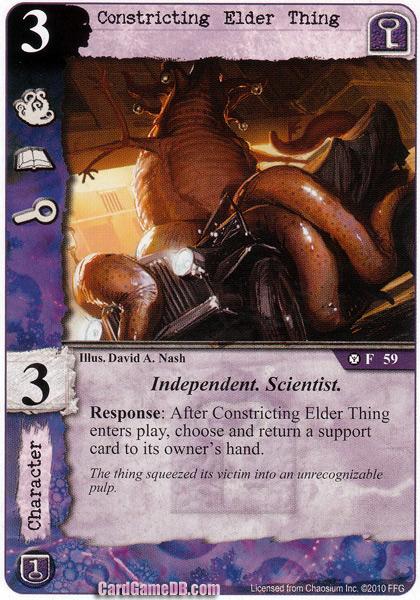 3
Constricting Elder Thing
Illus. David A. Nash
F 59
3
Independent. Scientist.
Response: After Constricting Elder Thing
enters play, choose and return a support
card to its owner's hand.
The thing squeezed its victim into an unrecognizable
pulp.
Character
1
CardGameDB.com
Licensed from Chaosium Inc. ©2010 FFG